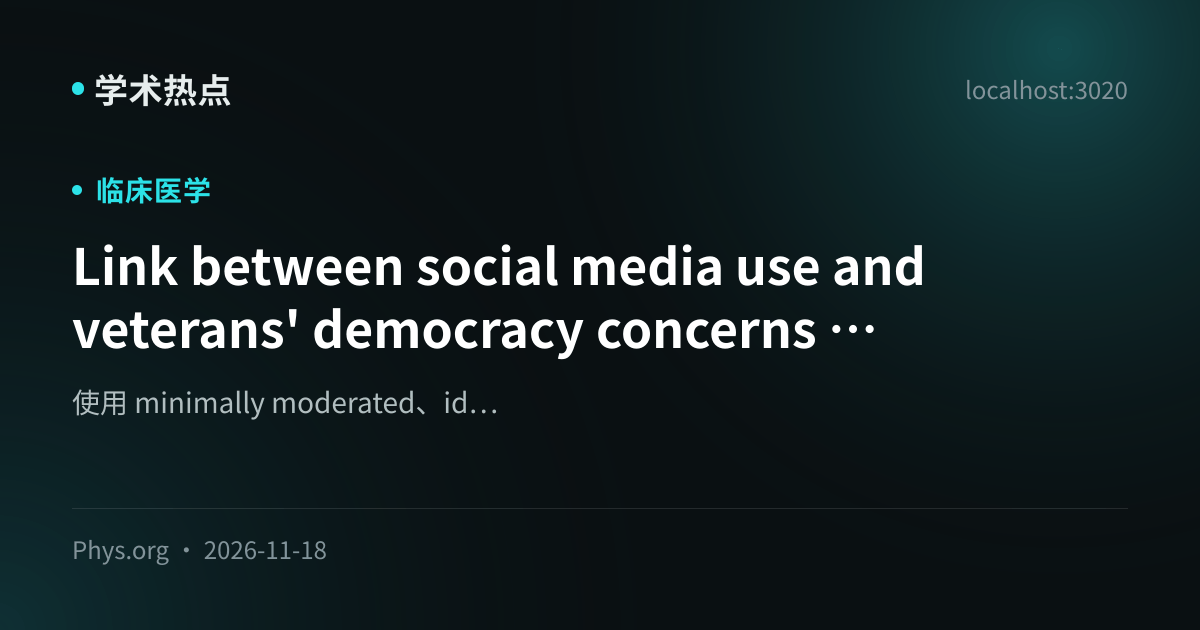 学术热点
localhost:3020
临床医学
Link between social media use and
veterans' democracy concerns ···
使用 minimally moderated、id…
Phys.org · 2026-11-18